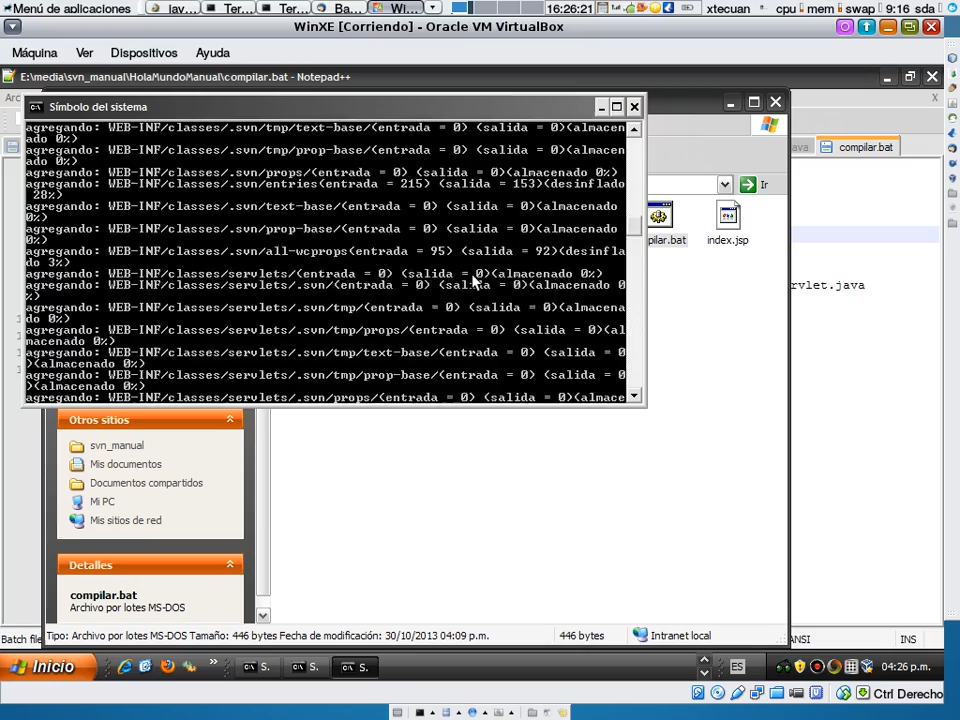 Menú de aplicaciones
Ter...
Ter...
Ba...
Wi...
16:26:21
xtecuan
cpu
mem
swap
9:16
sda
WinXE [Corriendo] - Oracle VM VirtualBox
Máquina Ver Dispositivos Ayuda
E:\media\svn_manual\HolaMundoManual\compilar.bat - Notepad++
Símbolo del sistema
agregando: WEB-INF/classes/.svn/tmp/text-base/(entrada = 0) (salida = 0)(almacen
ado 0%)
agregando: WEB-INF/classes/.svn/tmp/prop-base/(entrada = 0) (salida = 0)(almacen
ado 0%)
agregando: WEB-INF/classes/.svn/props/(entrada = 0) (salida = 0)(almacenado 0%)
agregando: WEB-INF/classes/.svn/entries(entrada = 215) (salida = 153)(desinflado
28%)
agregando: WEB-INF/classes/.svn/text-base/(entrada = 0) (salida = 0)(almacenado
0%)
agregando: WEB-INF/classes/.svn/prop-base/(entrada = 0) (salida = 0)(almacenado
0%)
agregando: WEB-INF/classes/.svn/all-wcprops(entrada = 95) (salida = 92)(desinfla
do 3%)
agregando: WEB-INF/classes/servlets/(entrada = 0) (salida = 0)(almacenado 0%)
agregando: WEB-INF/classes/servlets/.svn/(entrada = 0) (salida = 0)(almacenado 0
%)
agregando: WEB-INF/classes/servlets/.svn/tmp/(entrada = 0) (salida = 0)(almacena
do 0%)
agregando: WEB-INF/classes/servlets/.svn/tmp/props/(entrada = 0) (salida = 0)(al
macenado 0%)
agregando: WEB-INF/classes/servlets/.svn/tmp/text-base/(entrada = 0) (salida = 0
)(almacenado 0%)
agregando: WEB-INF/classes/servlets/.svn/tmp/prop-base/(entrada = 0) (salida = 0
)(almacenado 0%)
agregando: WEB-INF/classes/servlets/.svn/props/(entrada = 0) (salida = 0)(almace
ava
compilar.bat
Ir
pilar.bat
index.jsp
rvlet.java
Otros sitios
svn_manual
Mis documentos
Documentos compartidos
Mi PC
Mis sitios de red
Detalles
compilar.bat
Archivo por lotes MS-DOS
Tipo: Archivo por lotes MS-DOS Tamaño: 446 bytes Fecha de modificación: 30/10/2013 04:09 p.m.
446 bytes
Intranet local
Batch file
ANSI
INS
Inicio
S.
S.
S.
ES
04:26 p.m.
Ctrl Derecho